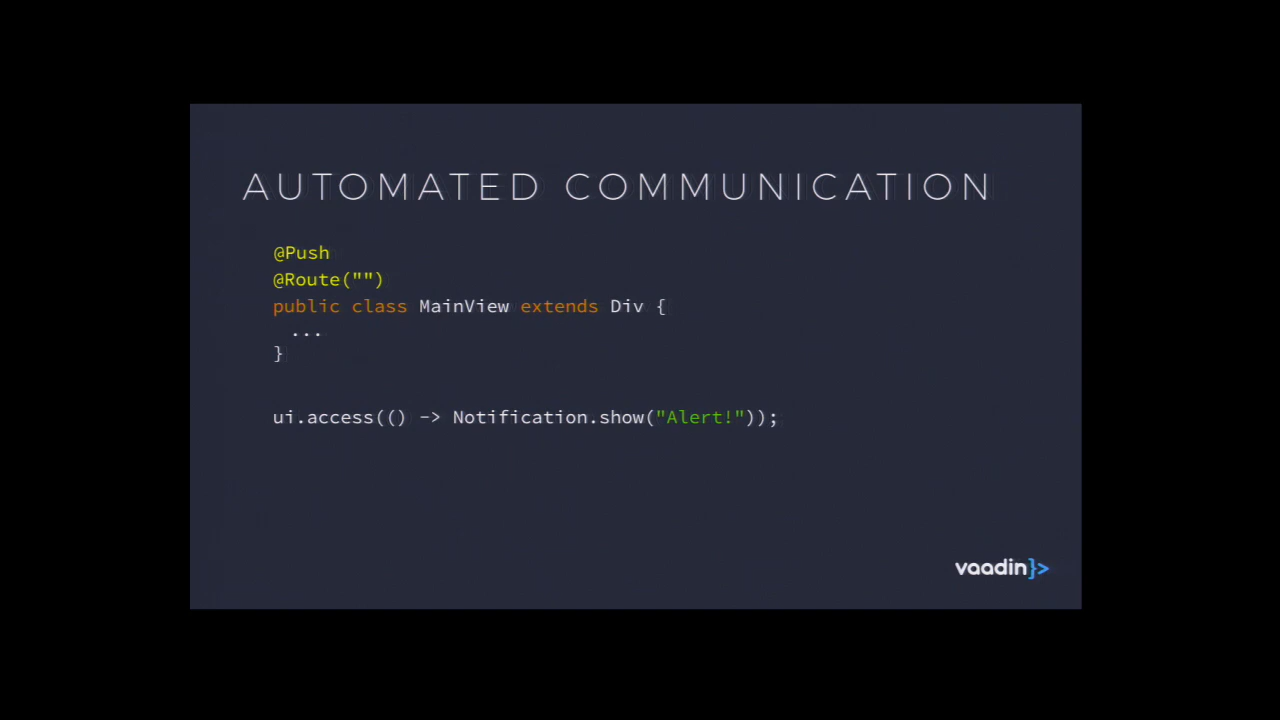 AUTOMATED COMMUNICATION
@Push
@Route("")
public class MainView extends Div {
...
}
ui.access(() -> Notification.show("Alert!"));
vaadin}>